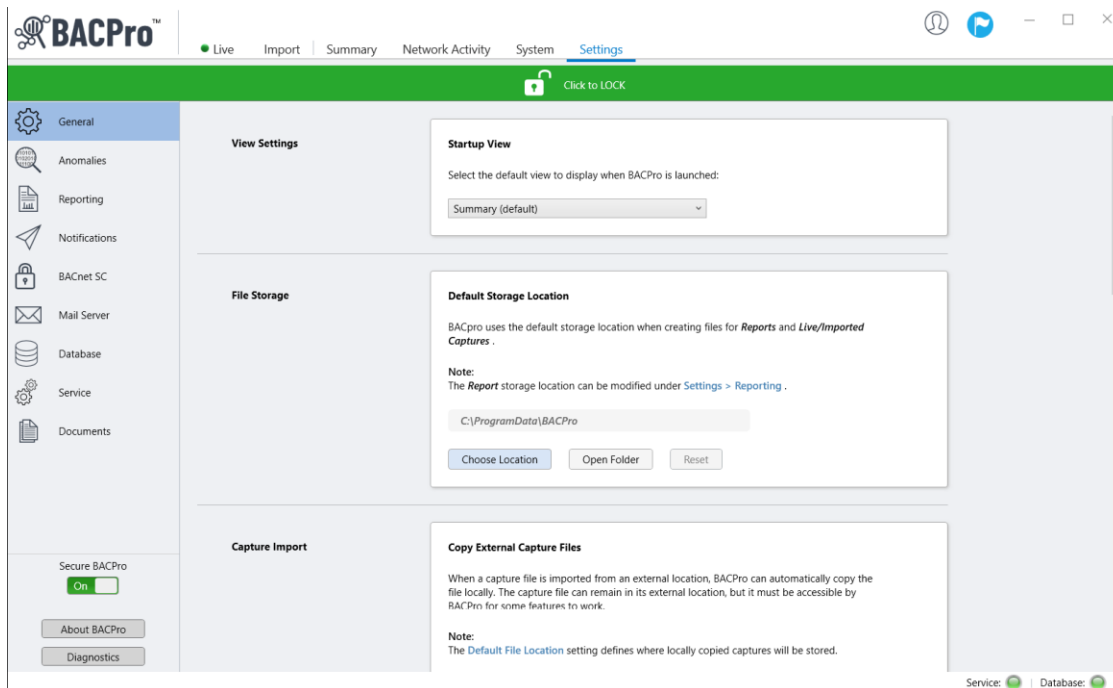 BACPro™
Live Import Summary Network Activity System Settings
Click to LOCK
General
Anomalies
Reporting
Notifications
BACnet SC
Mail Server
Database
Service
Documents
Secure BACPro
On
About BACPro
Diagnostics
View Settings
Startup View
Select the default view to display when BACPro is launched:
Summary (default)
File Storage
Default Storage Location
BACpro uses the default storage location when creating files for Reports and Live/Imported
Captures .
Note:
The Report storage location can be modified under Settings > Reporting .
C:\ProgramData\BACPro
Choose Location Open Folder Reset
Capture Import
Copy External Capture Files
When a capture file is imported from an external location, BACPro can automatically copy the
file locally. The capture file can remain in its external location, but it must be accessible by
BACPro for some features to work.
Note:
The Default File Location setting defines where locally copied captures will be stored.
Service: | Database: